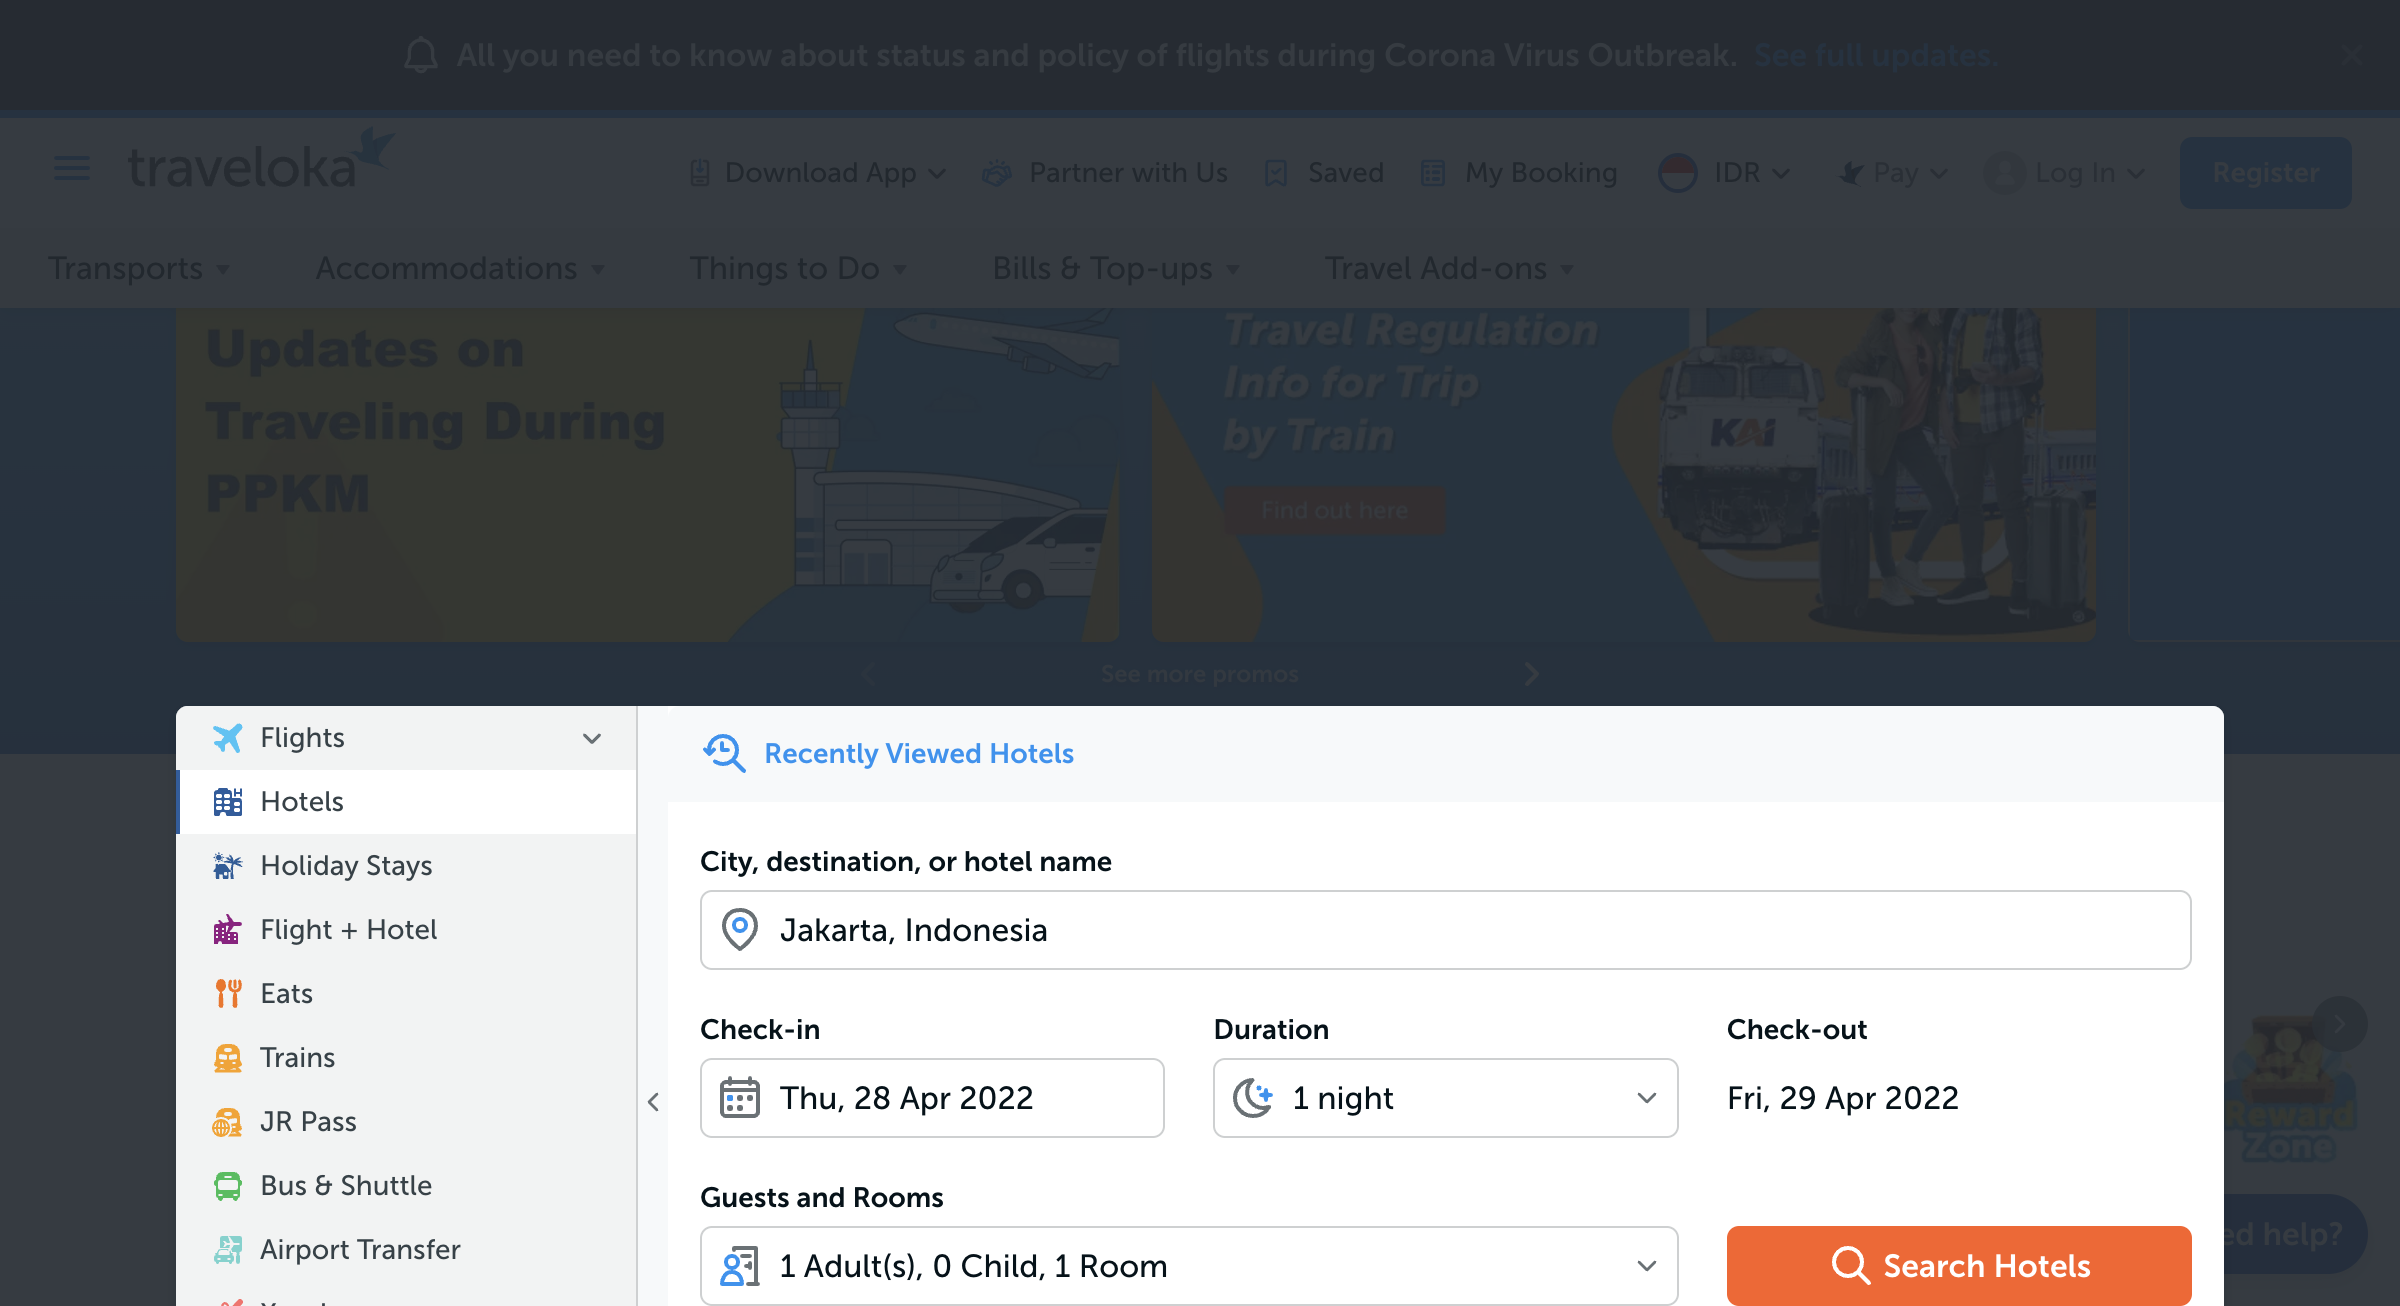 All you need to know about status and policy of flights during Corona Virus Outbreak. See full updates.
traveloka
Download App
Partner with Us
Saved
My Booking
IDR
Pay
Log In
Register
Transports
Accommodations
Things to Do
Bills & Top-ups
Travel Add-ons
Updates on
Traveling During
PPKM
Travel Regulation
Info for Trip
by Train
Find out here
KAI
See more promos
Flights
Hotels
Holiday Stays
Flight + Hotel
Eats
Trains
JR Pass
Bus & Shuttle
Airport Transfer
Recently Viewed Hotels
City, destination, or hotel name
Jakarta, Indonesia
Check-in
Duration
Check-out
Thu, 28 Apr 2022
1 night
Fri, 29 Apr 2022
Guests and Rooms
1 Adult(s), 0 Child, 1 Room
Search Hotels
Reward
Zone
ed help?